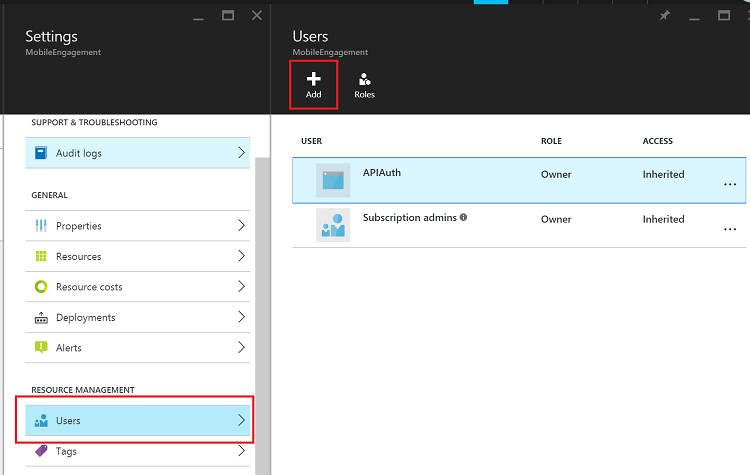 Settings
MobileEngagement
SUPPORT & TROUBLESHOOTING
Audit logs
GENERAL
Properties
Resources
Resource costs
Deployments
Alerts
RESOURCE MANAGEMENT
Users
Tags
Users
MobileEngagement
Add Roles
USER ROLE ACCESS
APIAuth Owner Inherited ...
Subscription admins Owner Inherited ...